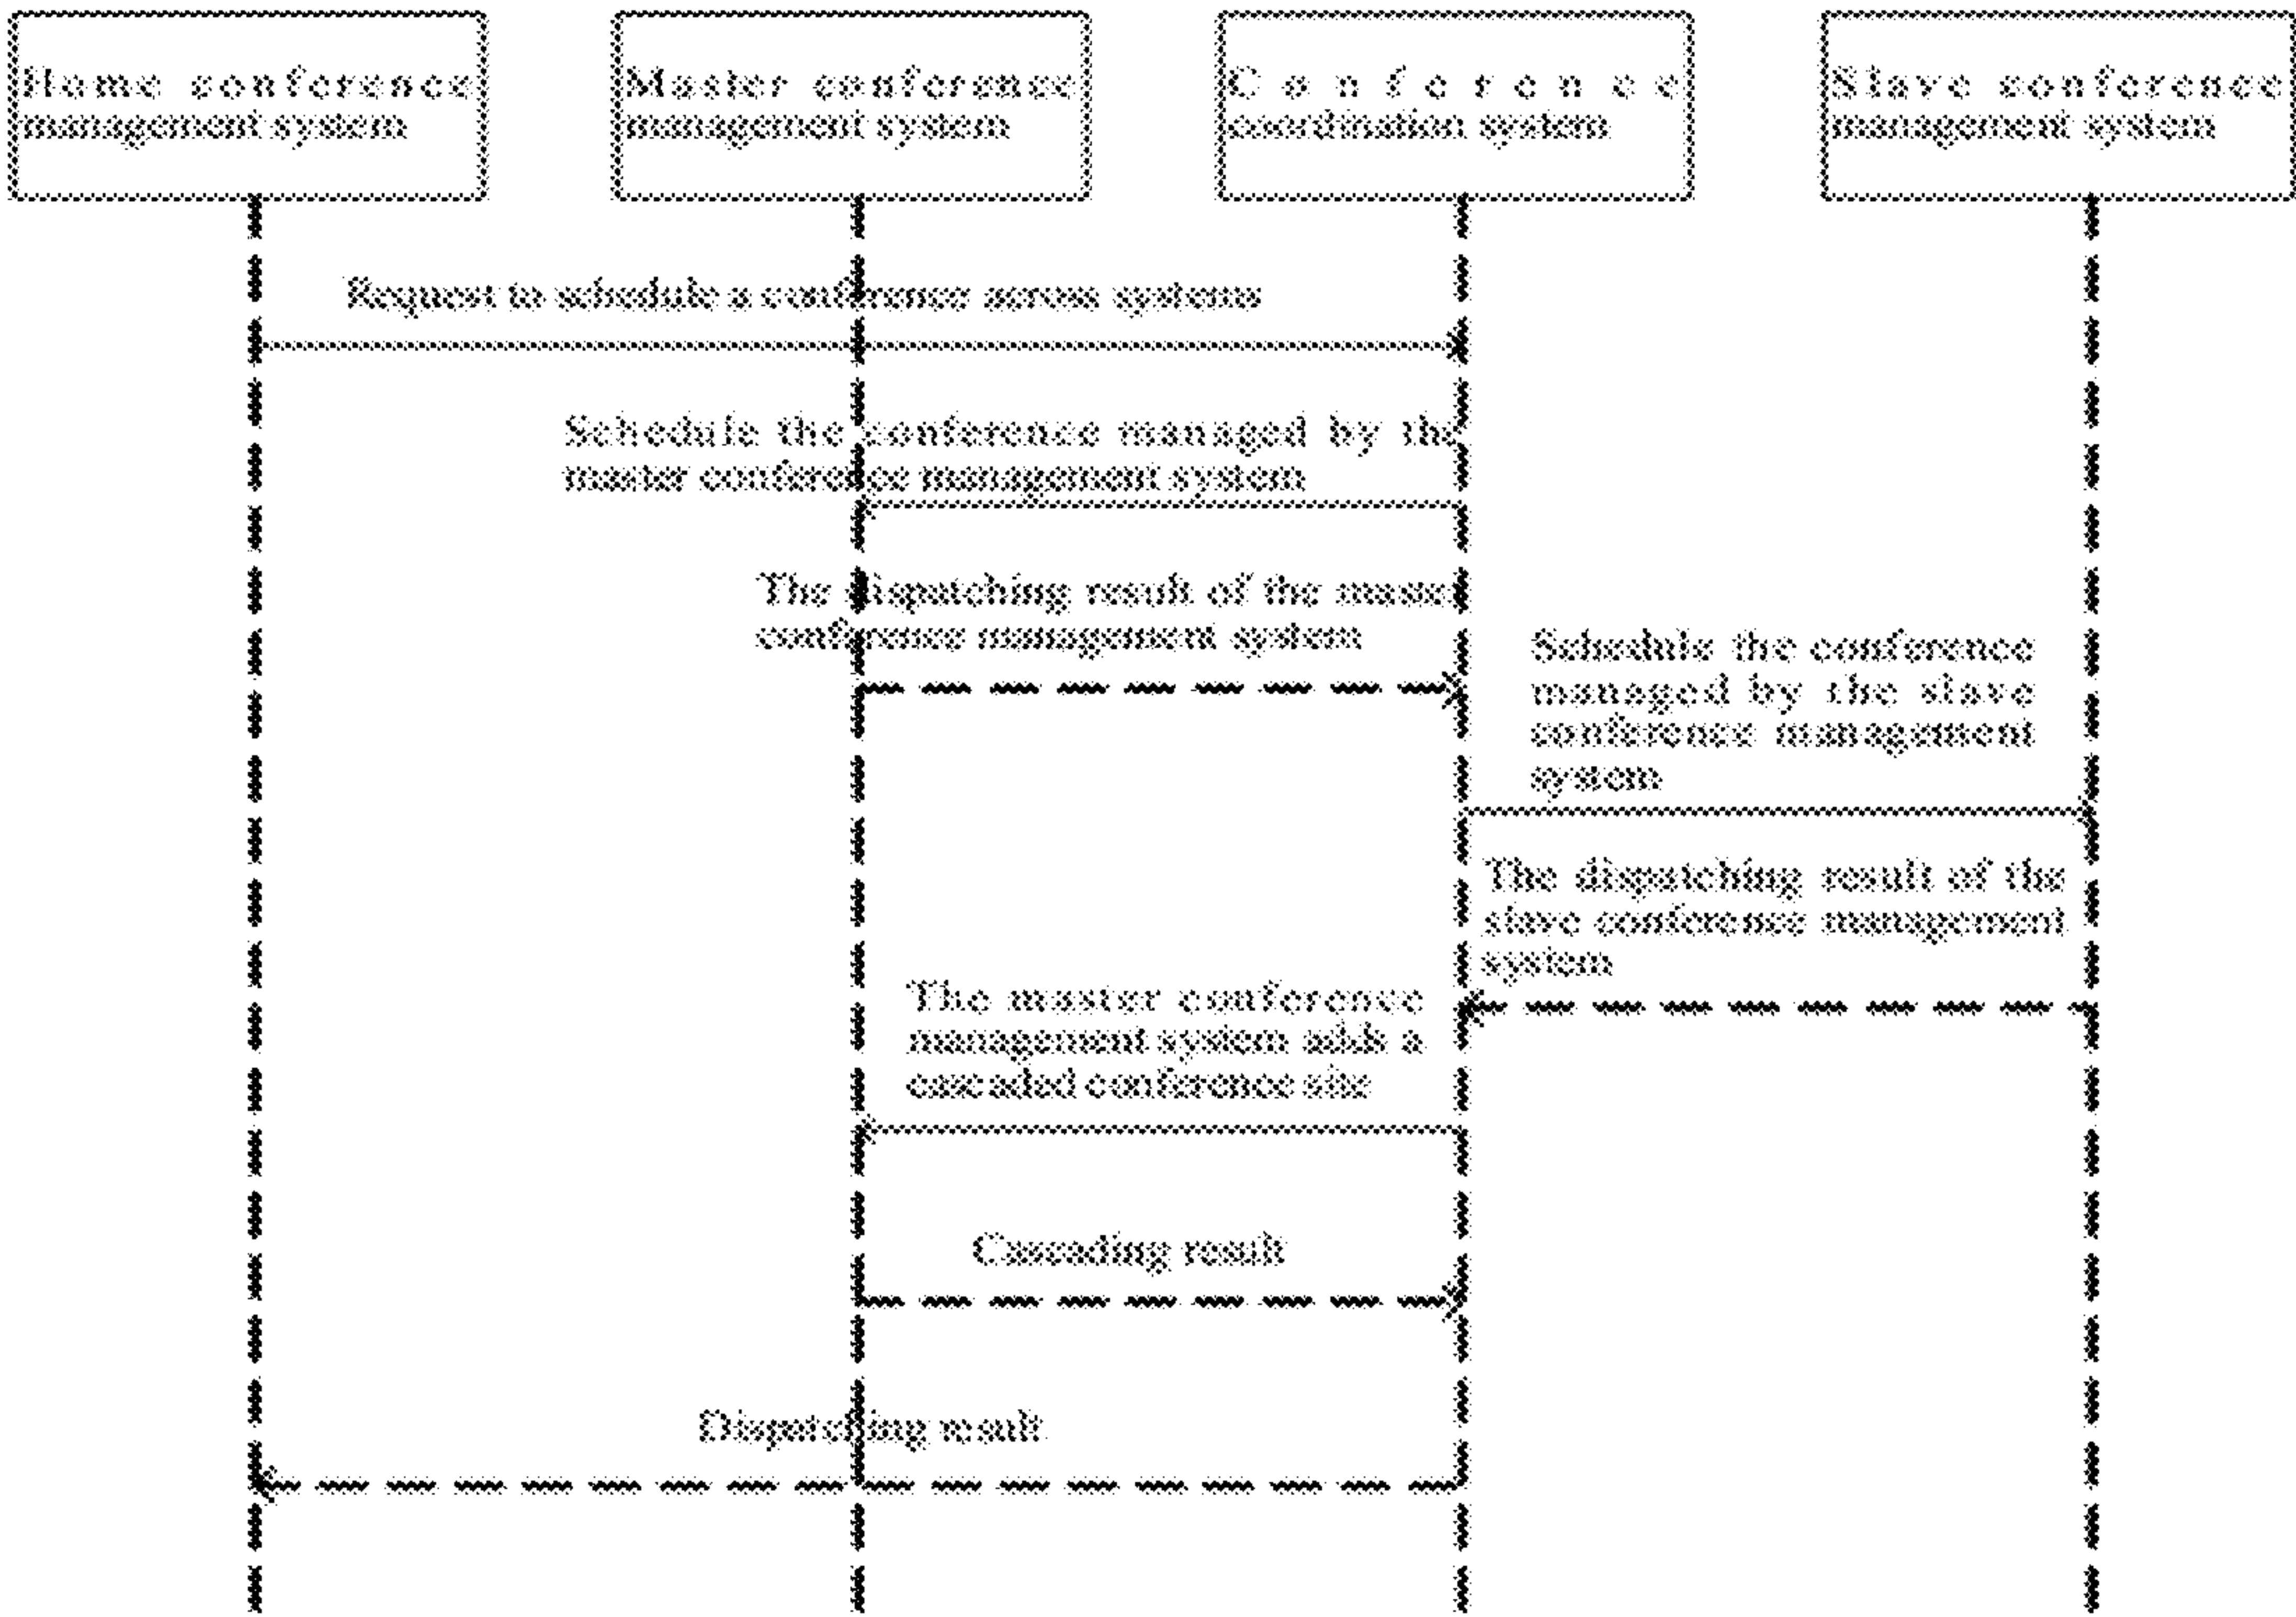 Home conference
management system
Master conference
management system
Conference
coordination system
Slave conference
management system
Request to schedule a conference across systems
Schedule the conference managed by the
master conference management system
The dispatching result of the master
conference management system
Schedule the conference
managed by the slave
conference management
system
The dispatching result of the
slave conference management
system
The master conference
management system adds a
cascaded conference site
Cascading result
Dispatching result